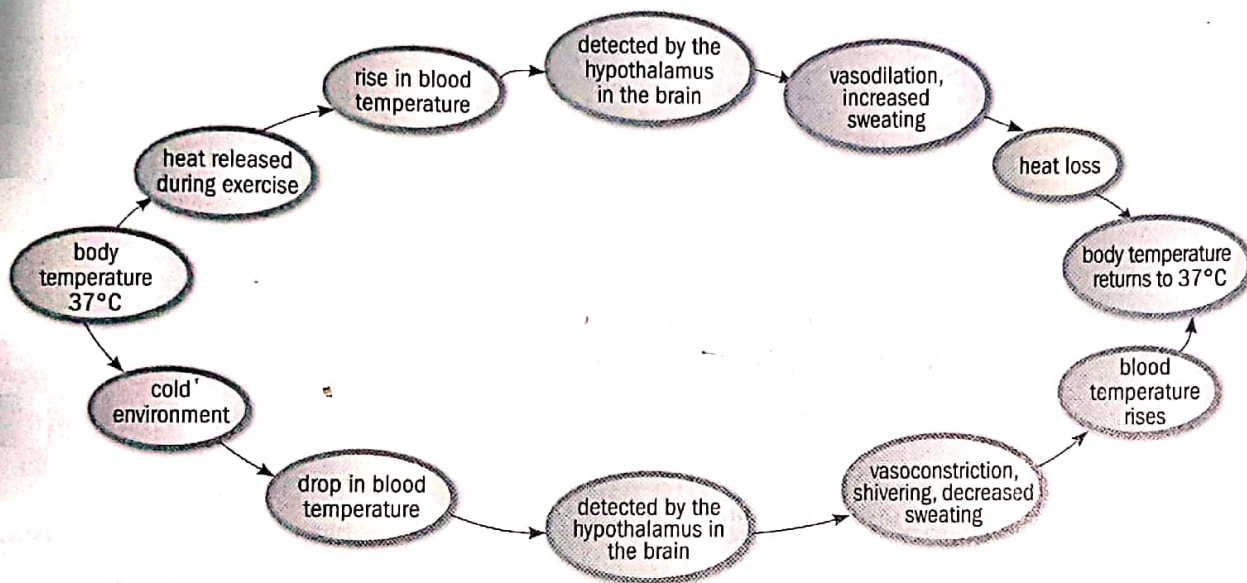 body
temperature
37°C
heat released
during exercise
rise in blood
temperature
detected by the
hypothalamus
in the brain
vasodilation,
increased
sweating
heat loss
body temperature
returns to 37°C
cold
environment
drop in blood
temperature
detected by the
hypothalamus in
the brain
vasoconstriction,
shivering, decreased
sweating
blood
temperature
rises